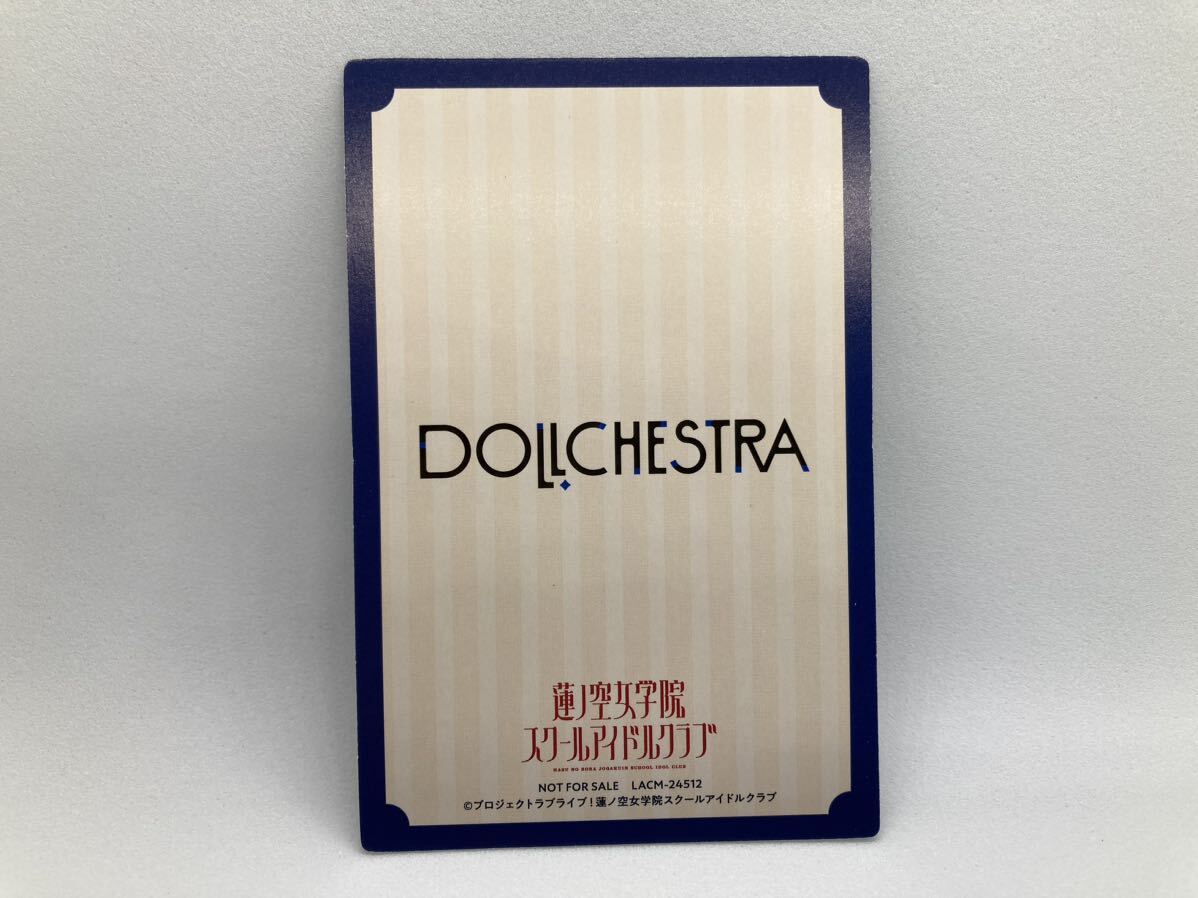 DOLLCHESTRA
蓮ノ空女学院
スクールアイドルクラブ
HASU NO SORA JOGAKUIN SCHOOL IDOL CLUB
NOT FOR SALE LACM-24512
©プロジェクトラブライブ！蓮ノ空女学院スクールアイドルクラブ